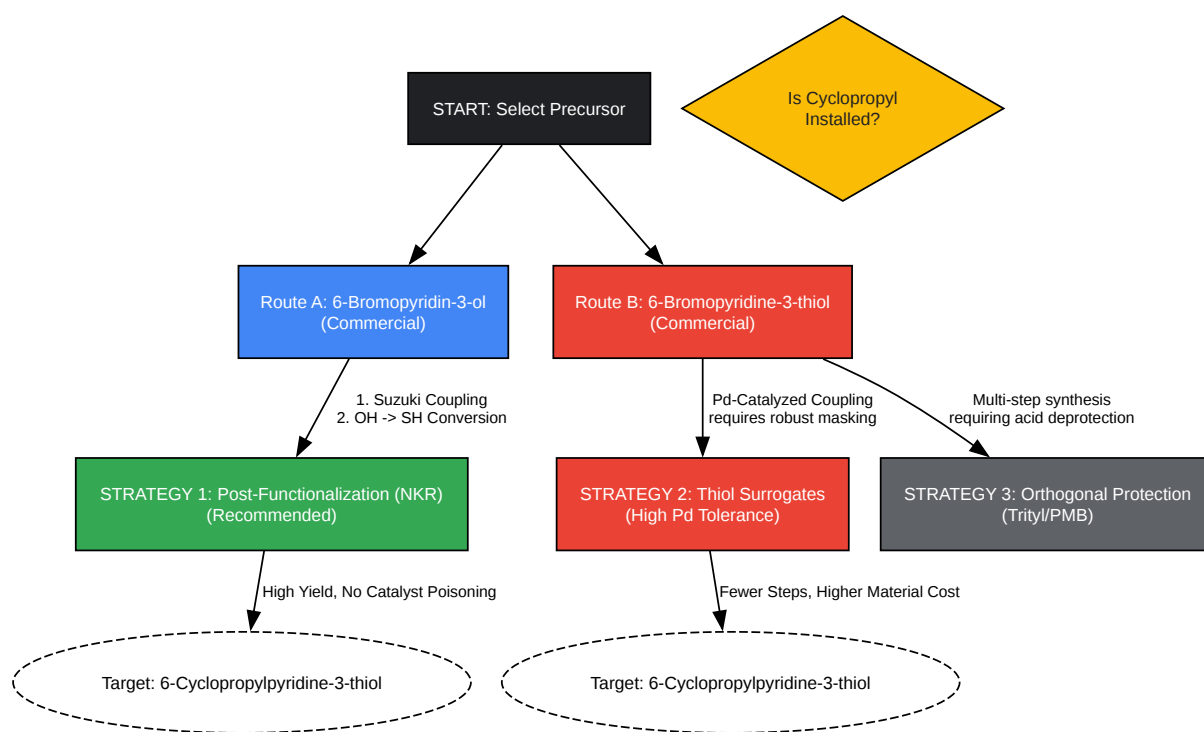 START: Select Precursor
Is Cyclopropyl
Installed?
Route A: 6-Bromopyridin-3-ol
(Commercial)
Route B: 6-Bromopyridine-3-thiol
(Commercial)
1. Suzuki Coupling
2. OH -> SH Conversion
Pd-Catalyzed Coupling
requires robust masking
Multi-step synthesis
requiring acid deprotection
STRATEGY 1: Post-Functionalization (NKR)
(Recommended)
STRATEGY 2: Thiol Surrogates
(High Pd Tolerance)
STRATEGY 3: Orthogonal Protection
(Trityl/PMB)
High Yield, No Catalyst Poisoning
Fewer Steps, Higher Material Cost
Target: 6-Cyclopropylpyridine-3-thiol
Target: 6-Cyclopropylpyridine-3-thiol